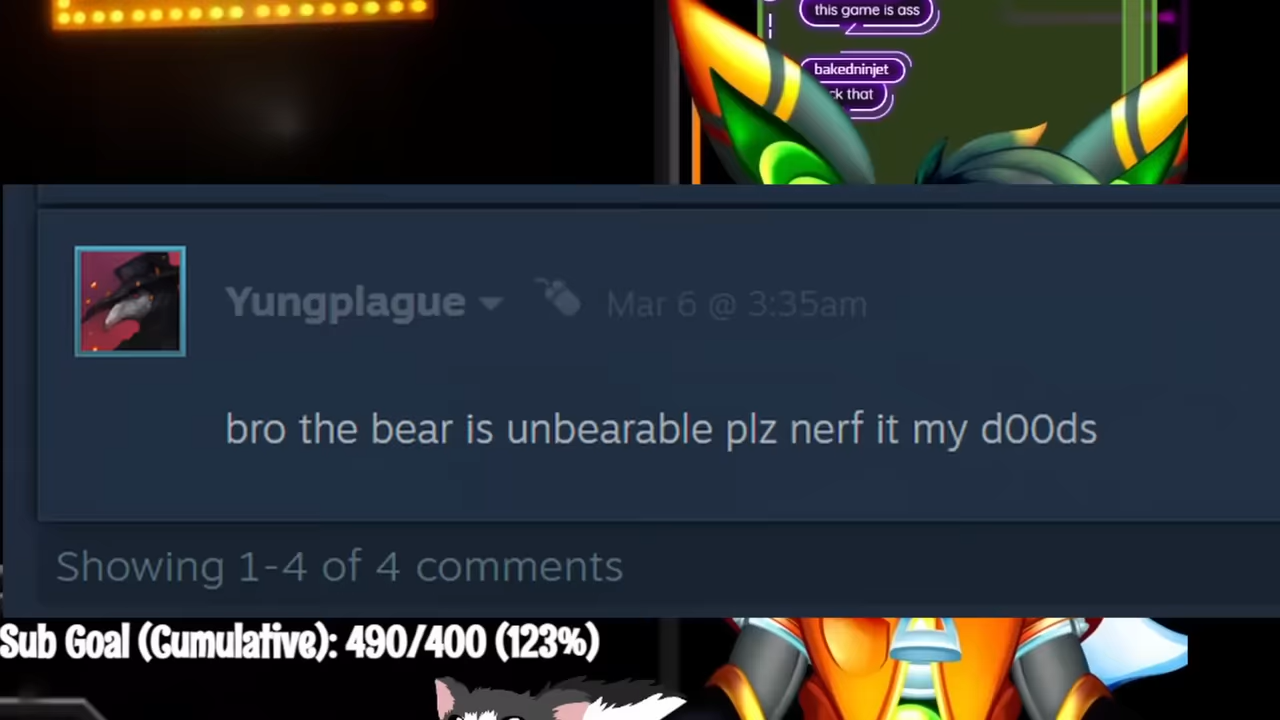 this game is ass
bakedninjet
ck that
Yungplague
Mar 6 @ 3:35am
bro the bear is unbearable plz nerf it my d00ds
Showing 1-4 of 4 comments
Sub Goal (Cumulative): 490/400 (123%)